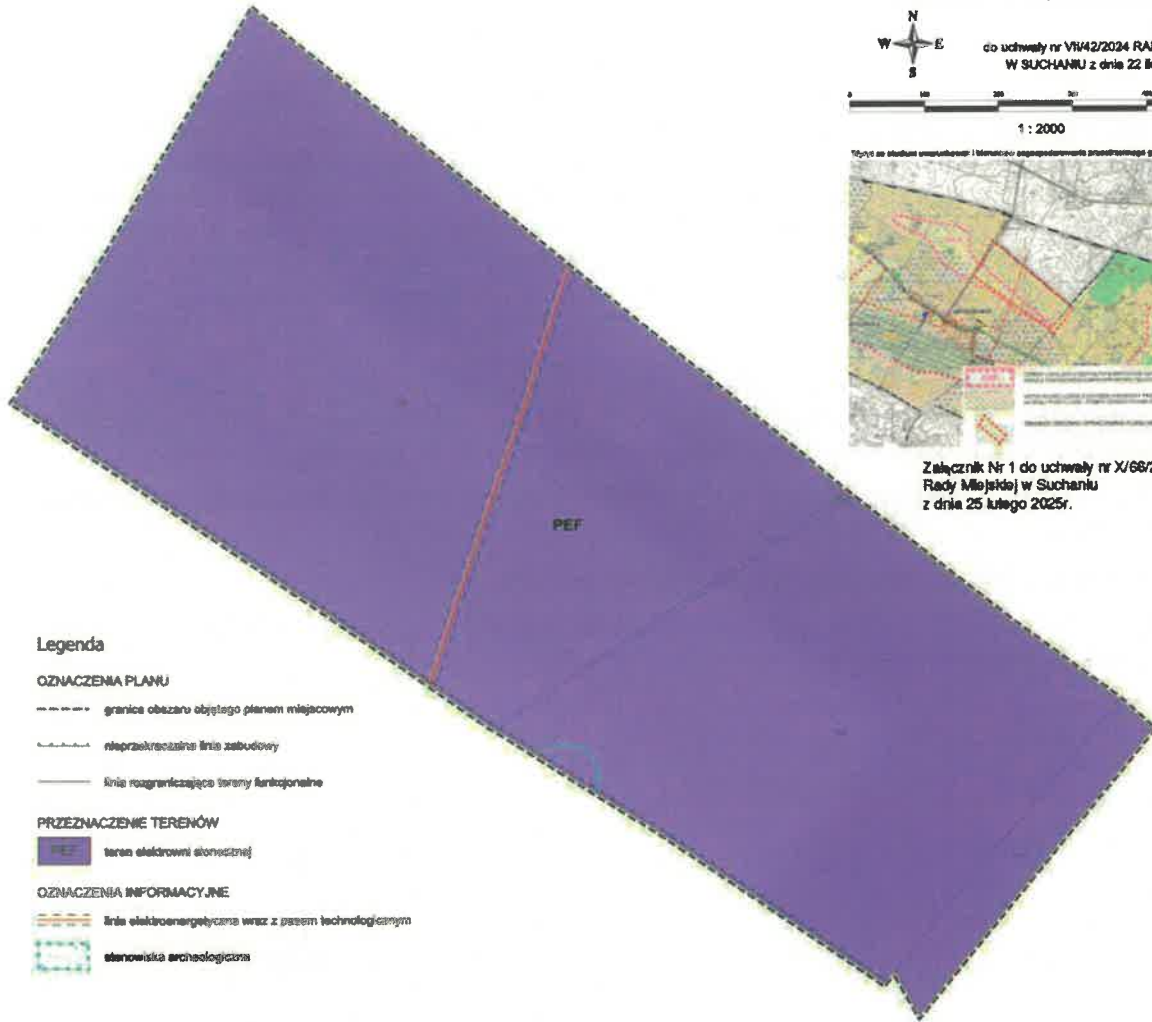 N
W E
S
do uchwały nr VII/42/2024
W SUCHANIU z dnia 22
1 : 2000
Załącznik Nr 1 do uchwały nr X/66/
Rady Miejskiej w Suchaniu
z dnia 25 lutego 2025r.
PEF
Legenda
OZNACZENIA PLANU
granica obszaru objętego planem miejscowym
nieprzekraczalna linia zabudowy
linia rozgraniczająca tereny funkcjonalne
PRZEZNACZENIE TERENÓW
PEF teren elektrowni słonecznej
OZNACZENIA INFORMACYJNE
linia elektroenergetyczna wraz z pasem technologicznym
stanowiska archeologiczne